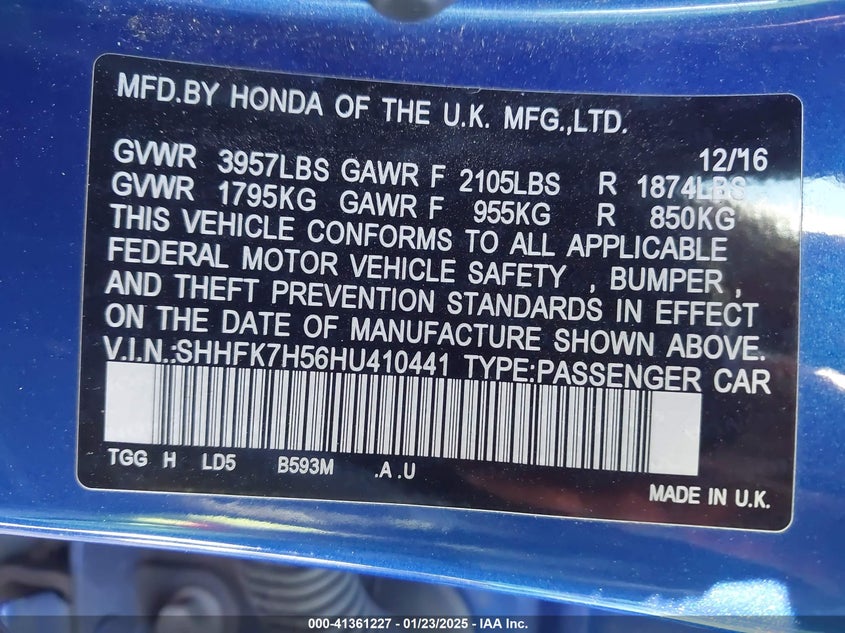 MFD.BY HONDA OF THE U.K. MFG.,LTD.
12/'16
GVWR 3957LBS GAWR F 2105LBS R 1874LBS
GVWR 1795KG GAWR F 955KG R 850KG
THIS VEHICLE CONFORMS TO ALL APPLICABLE
FEDERAL MOTOR VEHICLE SAFETY , BUMPER ,
AND THEFT PREVENTION STANDARDS IN EFFECT
ON THE DATE OF MANUFACTURE SHOWN ABOVE.
V.I.N.:SHHFK7H56HU410441 TYPE:PASSENGER CAR
TGG H LD5 B593M .A .U
MADE IN U.K.
000-41361227 — 01/23/2025 — IAA Inc.